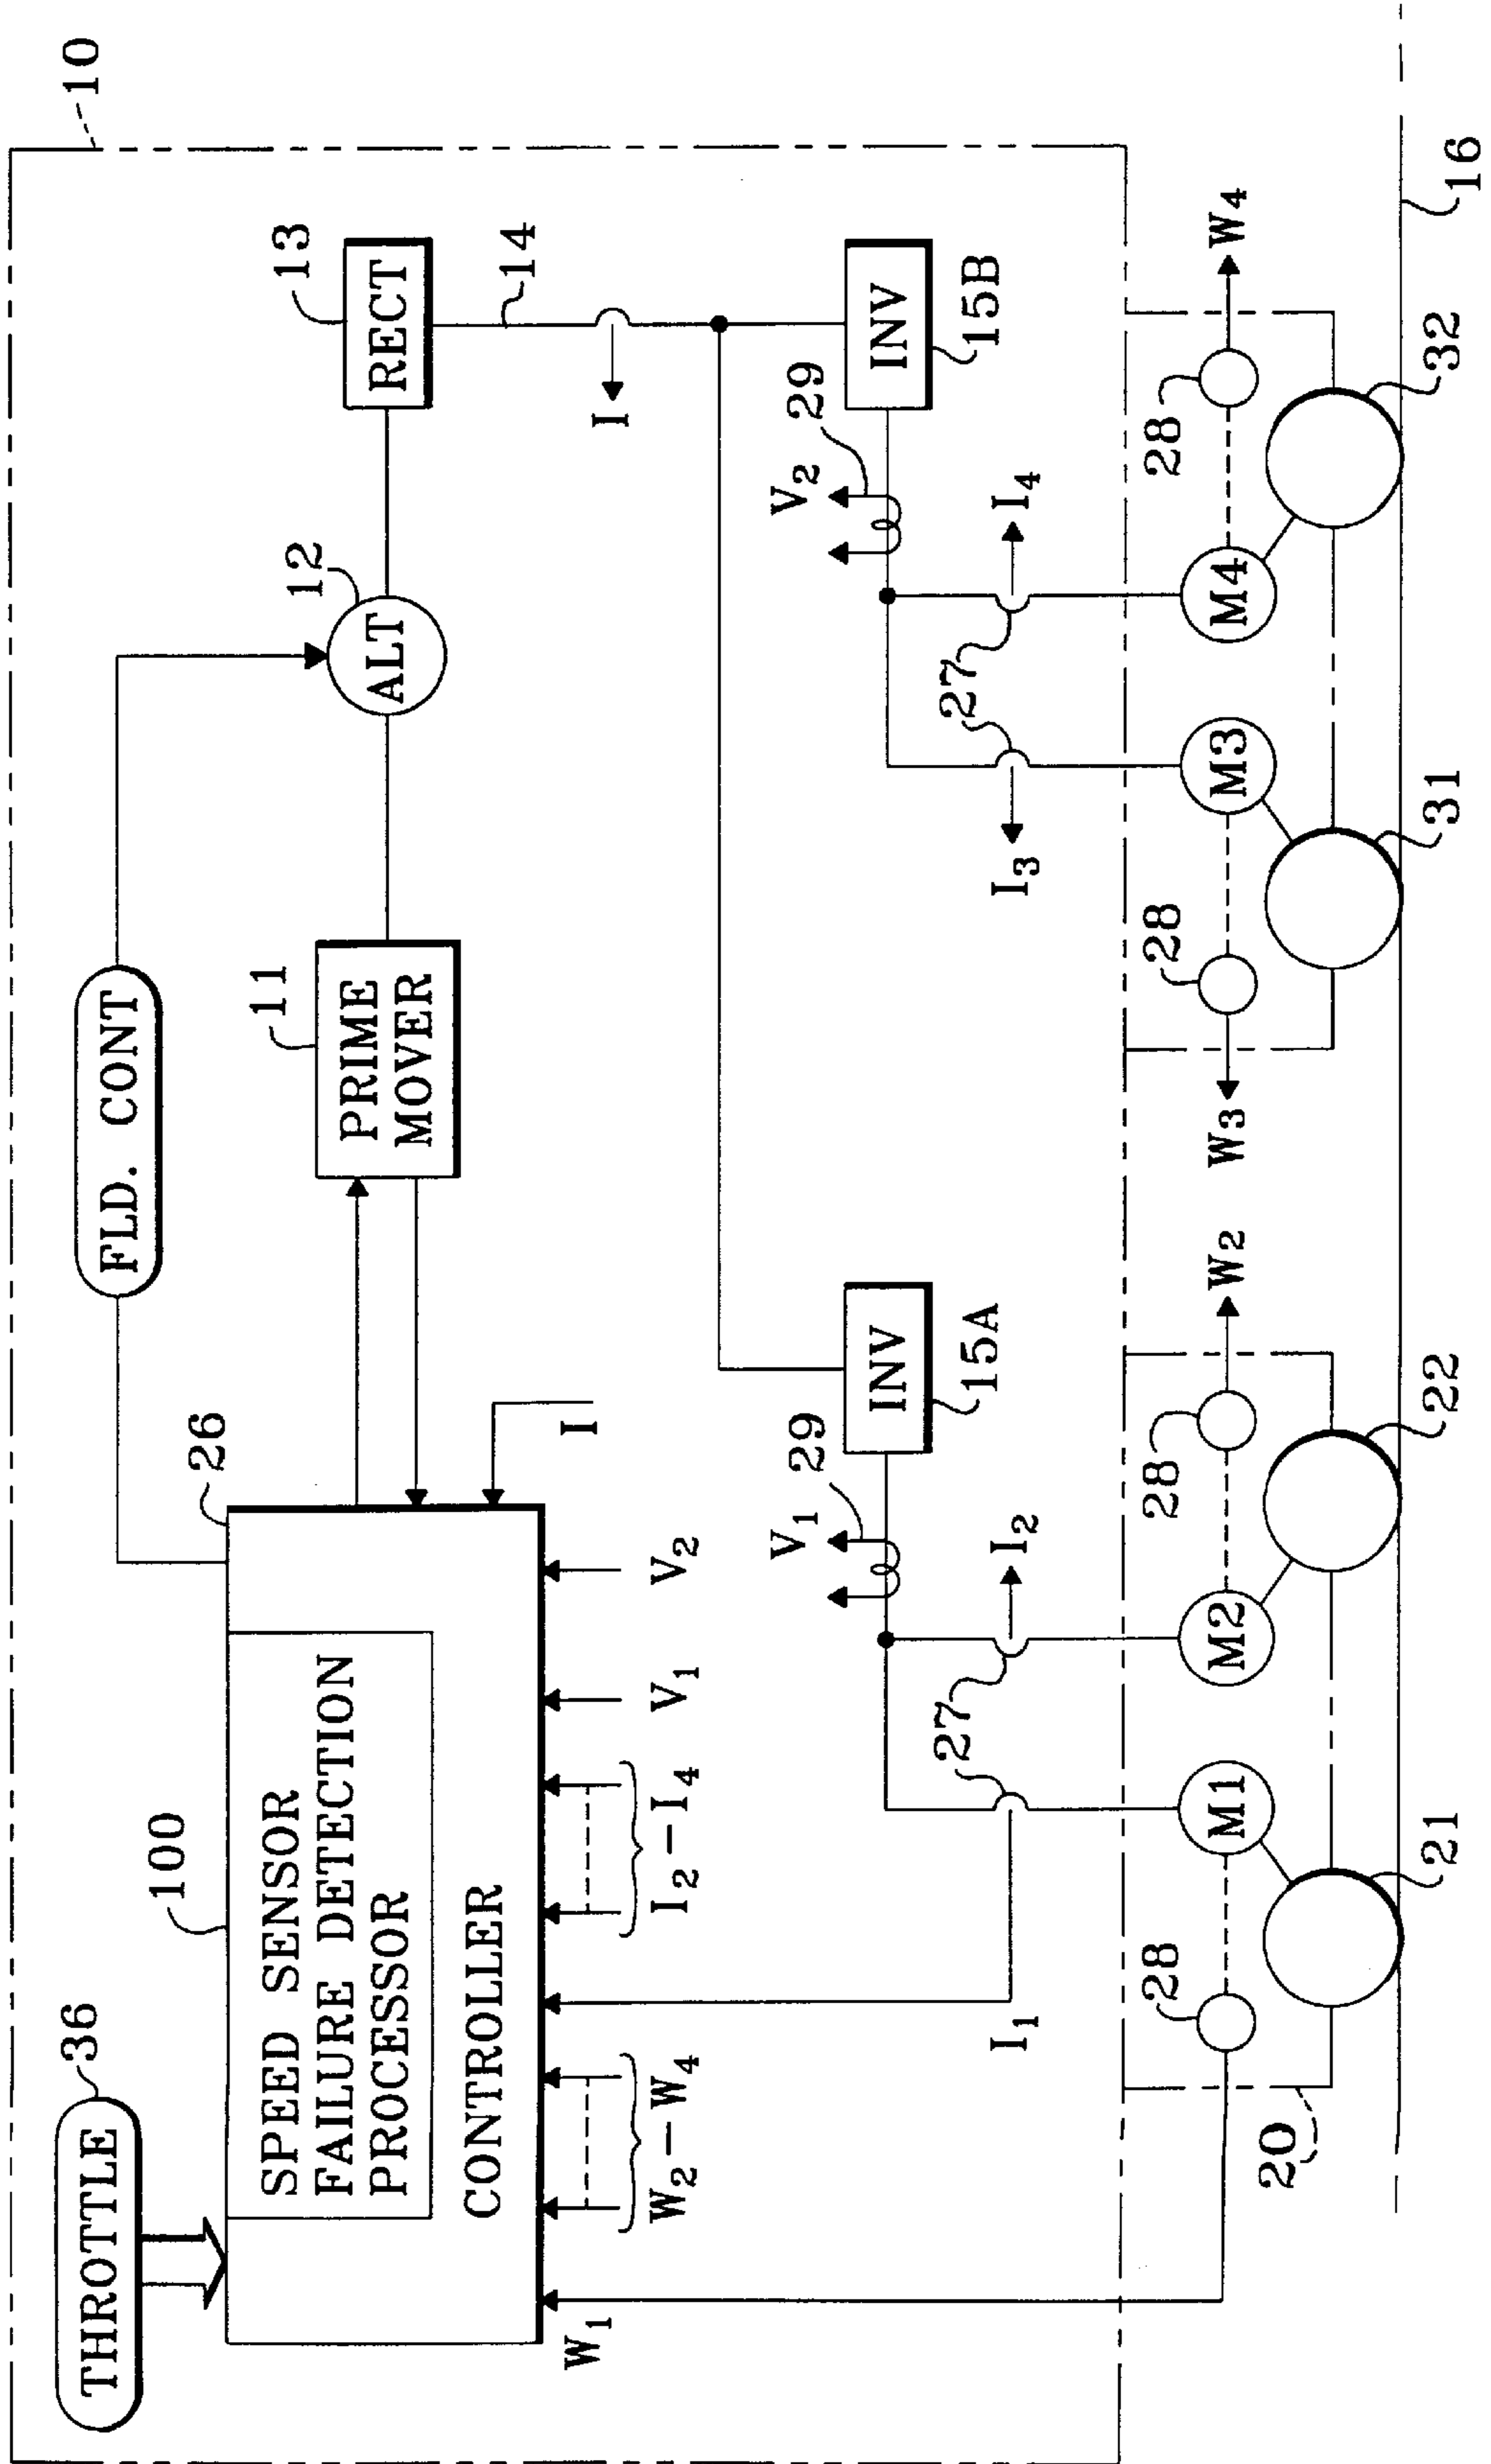 10
THROTTLE
36
FLD. CONT
100
SPEED SENSOR
FAILURE DETECTION
PROCESSOR
CONTROLLER
26
PRIME
MOVER
11
ALT
12
RECT
13
14
I
I
W₁
W₂—W₄
I₁
I₂—I₄
V₁
V₂
V₁
29
INV
15A
V₂
29
INV
15B
27
I₂
I₃
27
I₄
28
M1
M2
28
W₂
W₃
28
M3
M4
28
W₄
20
21
22
31
32
16